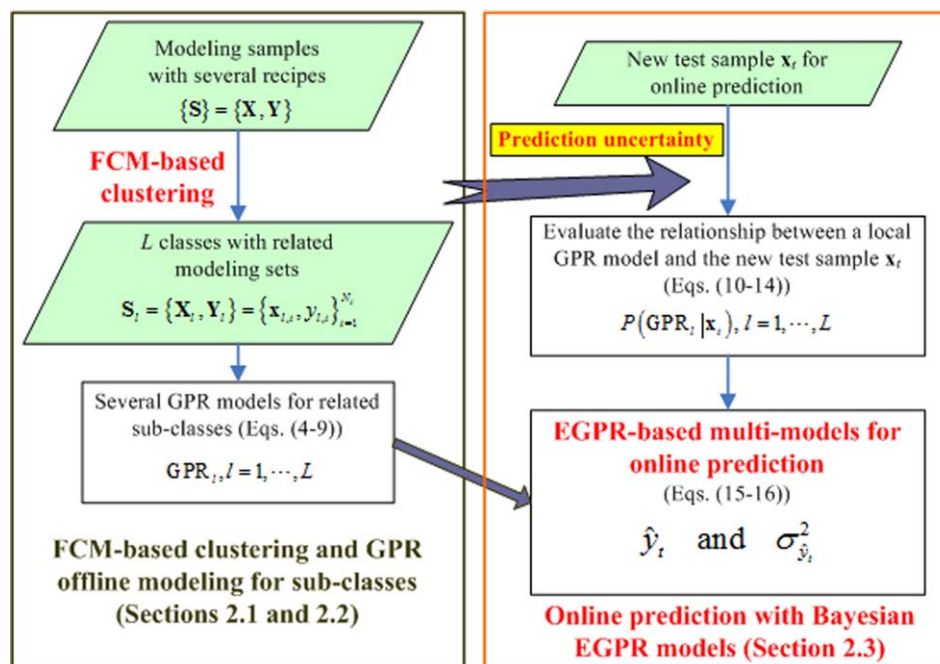 Modeling samples
with several recipes
{S} = {X, Y}
FCM-based
clustering
L classes with related
modeling sets
S_l = {X_l, Y_l} = {x_{l,i}, y_{l,i}}_{i=1}^{N_l}
Several GPR models for related
sub-classes (Eqs. (4-9))
GPR_l, l = 1, ⋯, L
FCM-based clustering and GPR
offline modeling for sub-classes
(Sections 2.1 and 2.2)
New test sample x_t for
online prediction
Prediction uncertainty
Evaluate the relationship between a local
GPR model and the new test sample x_t
(Eqs. (10-14))
P(GPR_l | x_t), l = 1, ⋯, L
EGPR-based multi-models for
online prediction
(Eqs. (15-16))
ŷ_t and σ²_{ŷ_t}
Online prediction with Bayesian
EGPR models (Section 2.3)